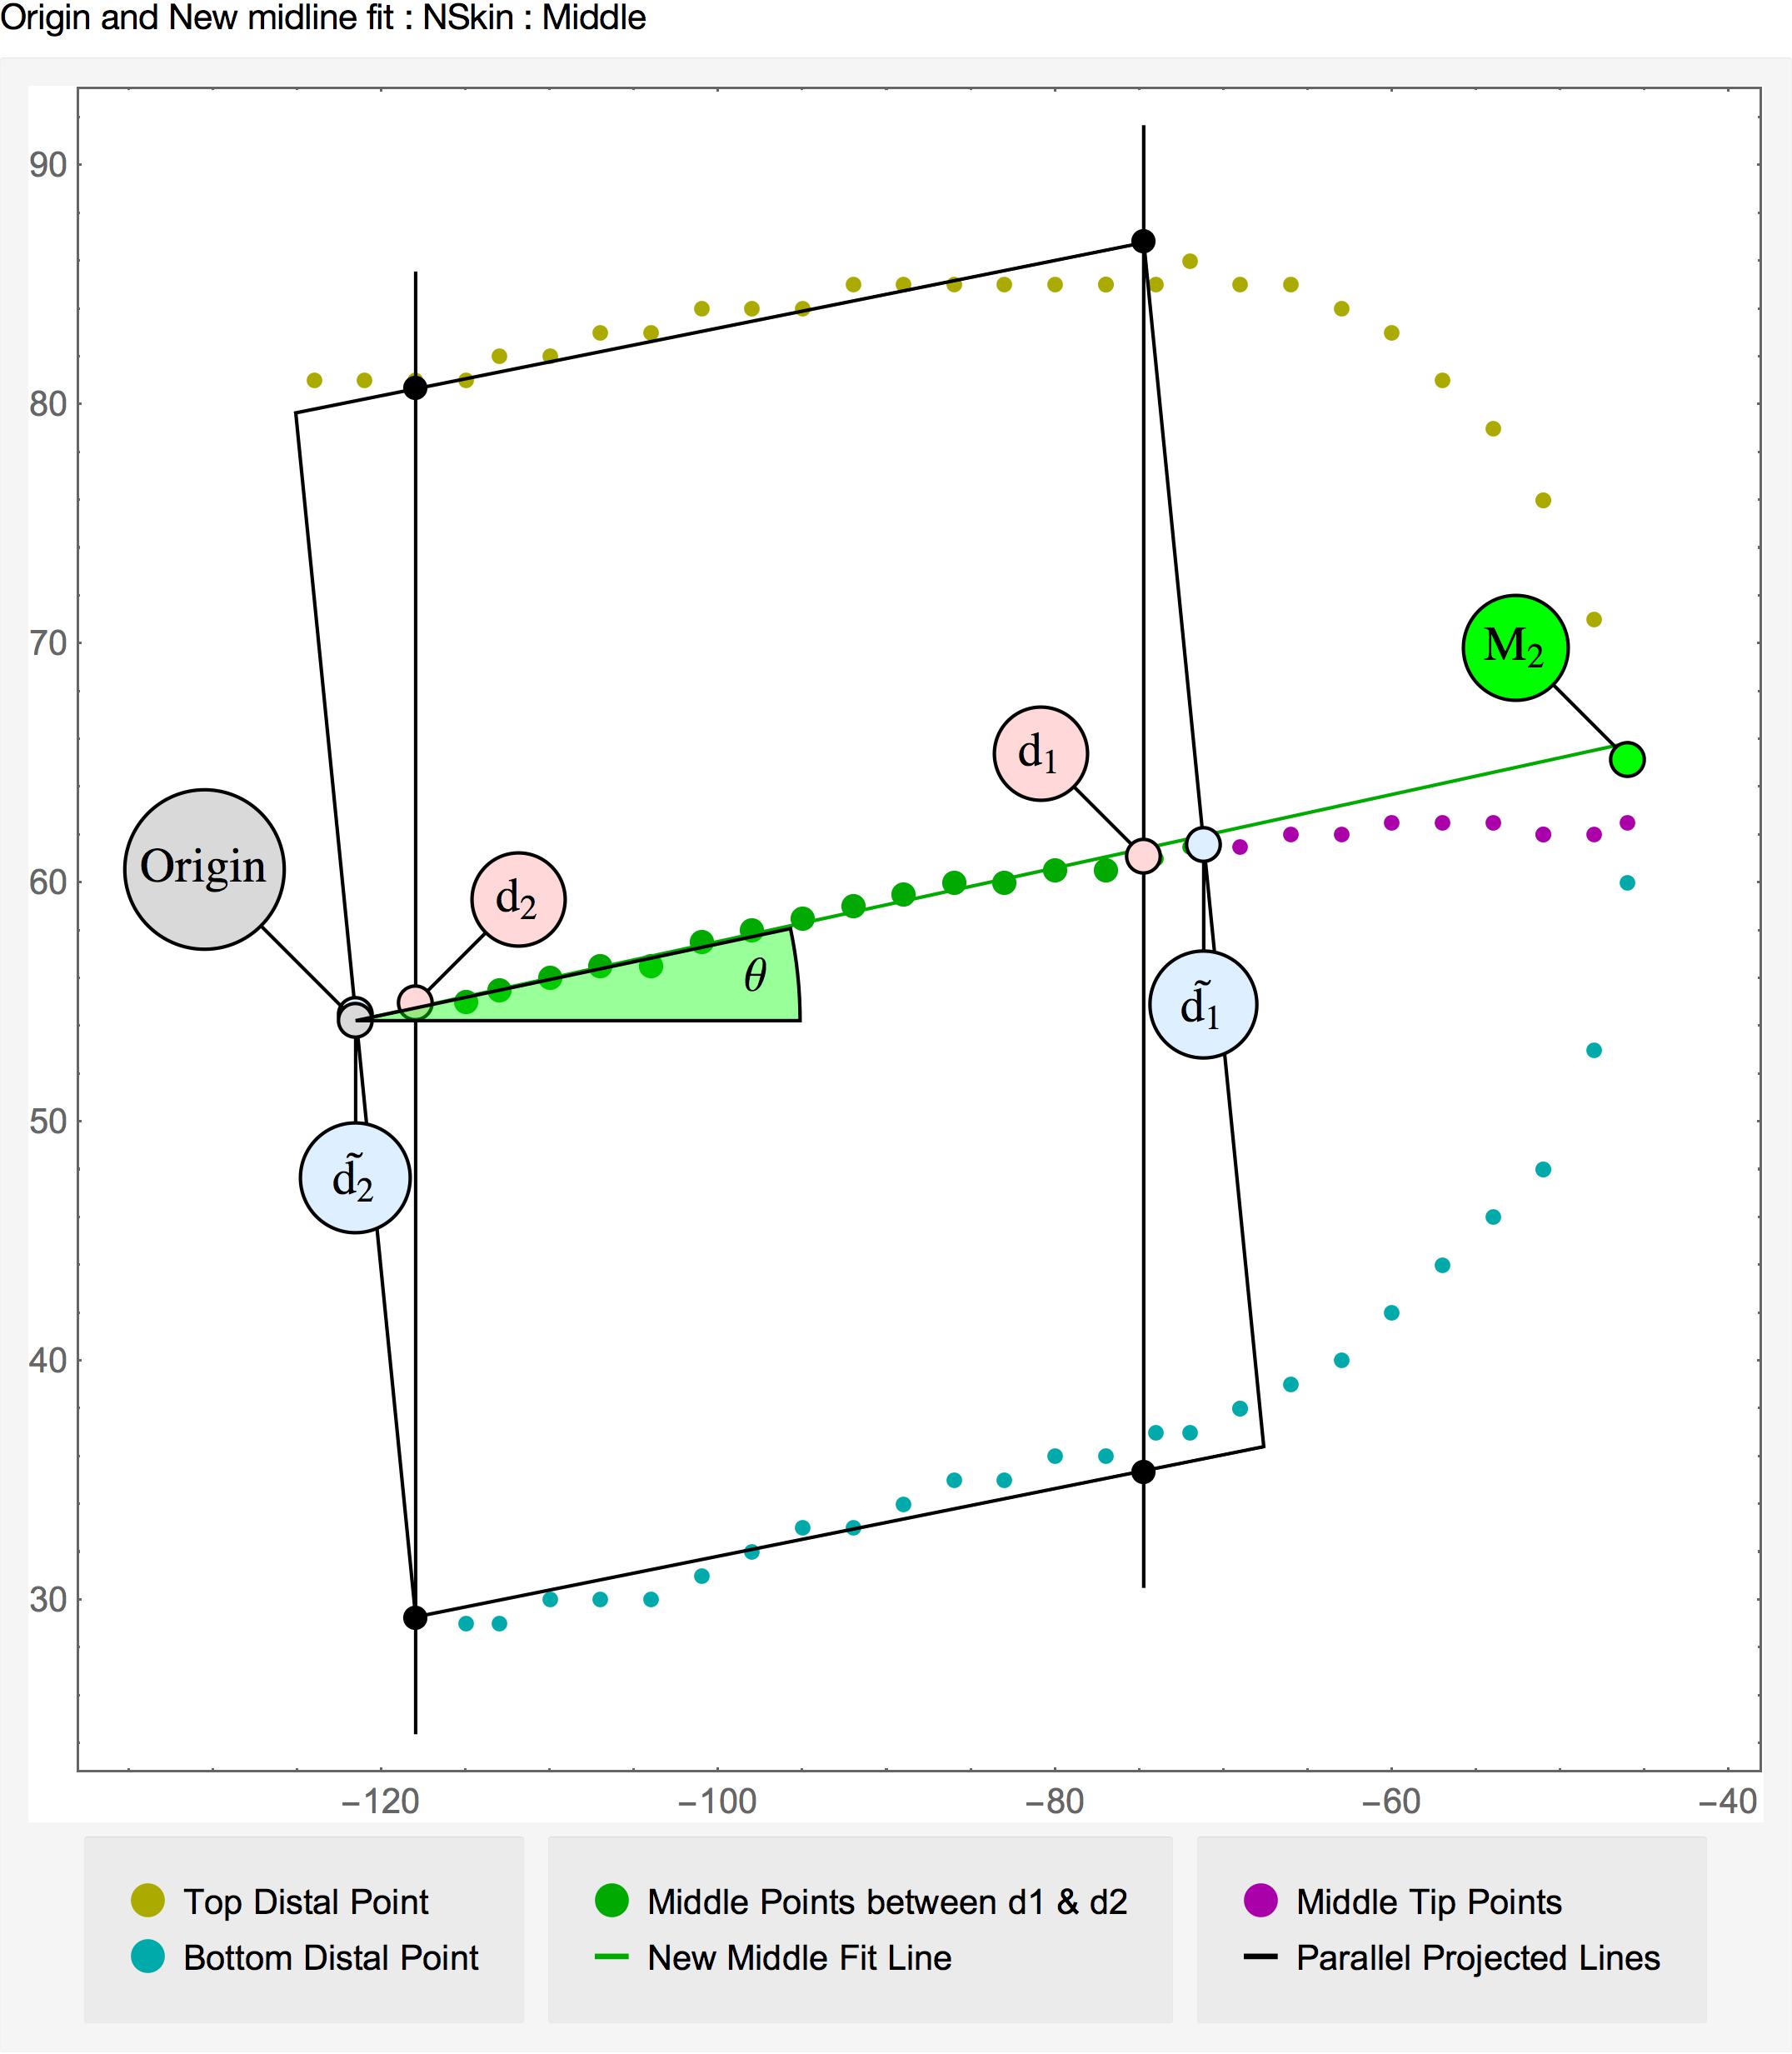 Origin and New midline fit : NSkin : Middle
90
80
70
60
50
40
30
M2
d1
Origin
d2
θ
d̃1
d̃2
−120 −100 −80 −60 −40
Top Distal Point
Bottom Distal Point
Middle Points between d1 & d2
New Middle Fit Line
Middle Tip Points
Parallel Projected Lines